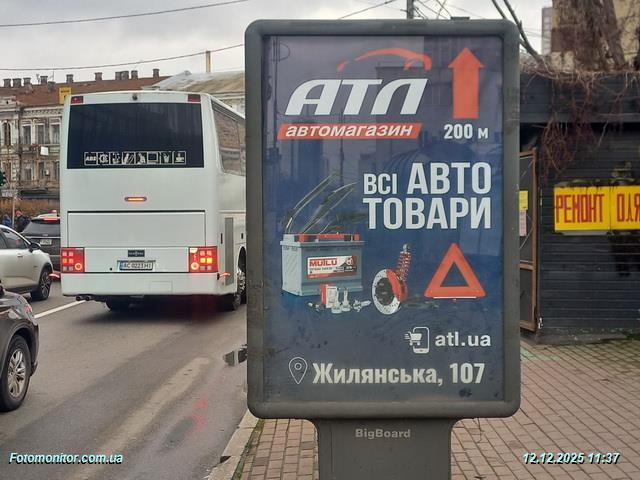 АТЛ
автомагазин
200 м
ВСІ АВТО
ТОВАРИ
atl.ua
Жилянська, 107
BigBoard
РЕМОНТ
Fotomonitor.com.ua
12.12.2025 11:37